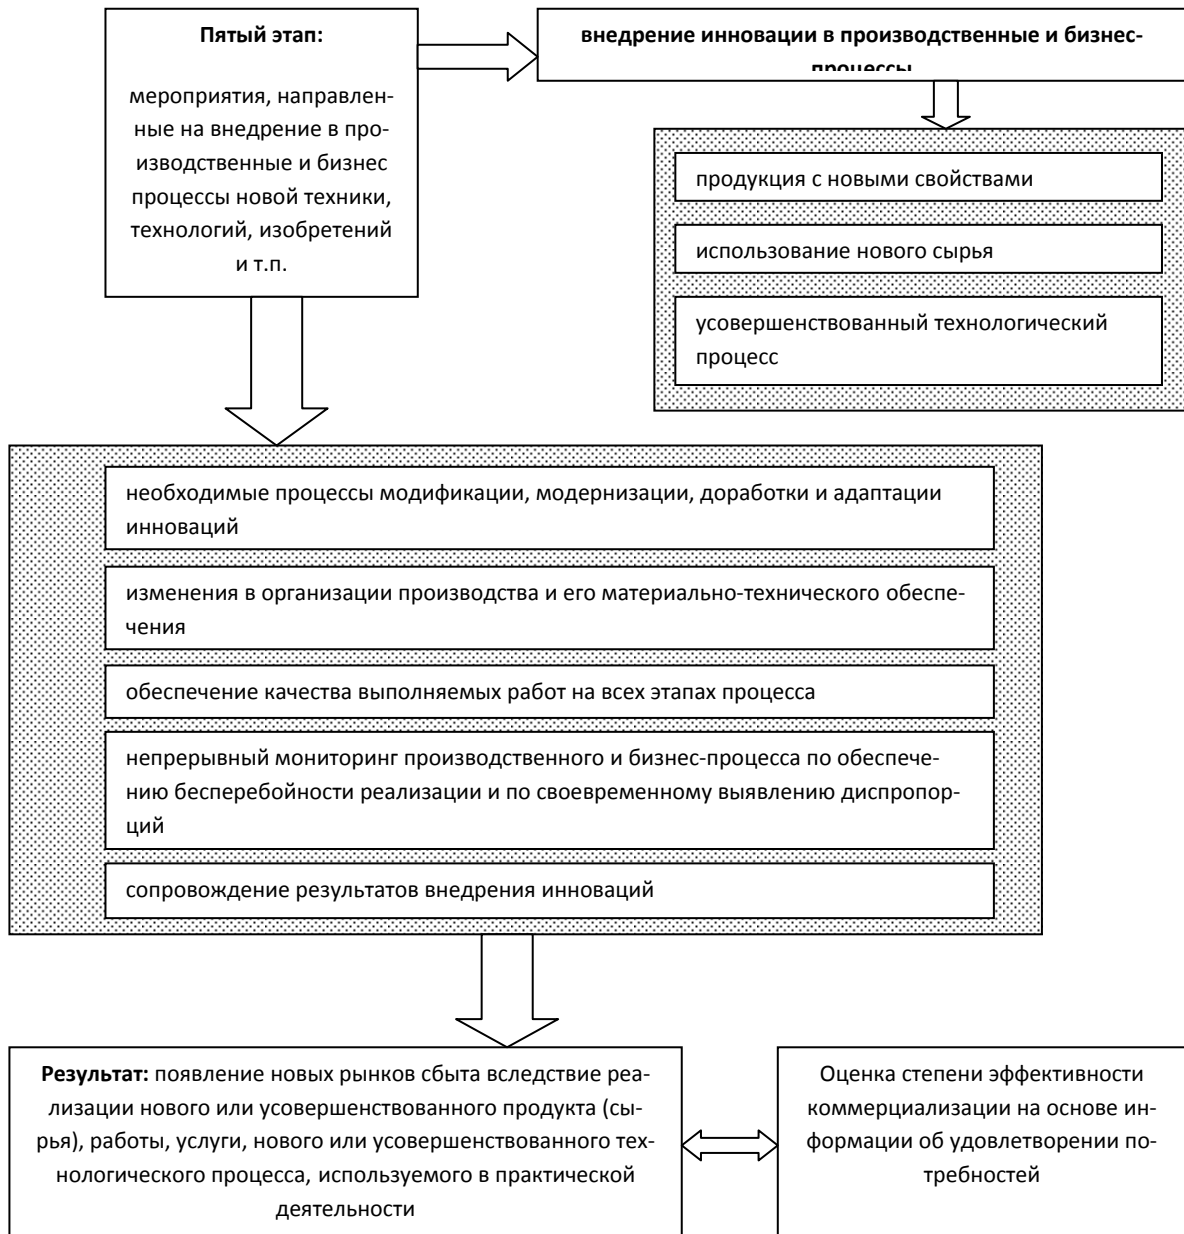 Пятый этап:
мероприятия, направлен-
ные на внедрение в про-
изводственные и бизнес
процессы новой техники,
технологий, изобретений
и т.п.
внедрение инновации в производственные и бизнес-
процессы
продукция с новыми свойствами
использование нового сырья
усовершенствованный технологический
процесс
необходимые процессы модификации, модернизации, доработки и адаптации
инноваций
изменения в организации производства и его материально-технического обеспе-
чения
обеспечение качества выполняемых работ на всех этапах процесса
непрерывный мониторинг производственного и бизнес-процесса по обеспече-
нию бесперебойности реализации и по своевременному выявлению диспропор-
ций
сопровождение результатов внедрения инноваций
Результат: появление новых рынков сбыта вследствие реа-
лизации нового или усовершенствованного продукта (сы-
рья), работы, услуги, нового или усовершенствованного тех-
нологического процесса, используемого в практической
деятельности
Оценка степени эффективности
коммерциализации на основе ин-
формации об удовлетворении по-
требностей